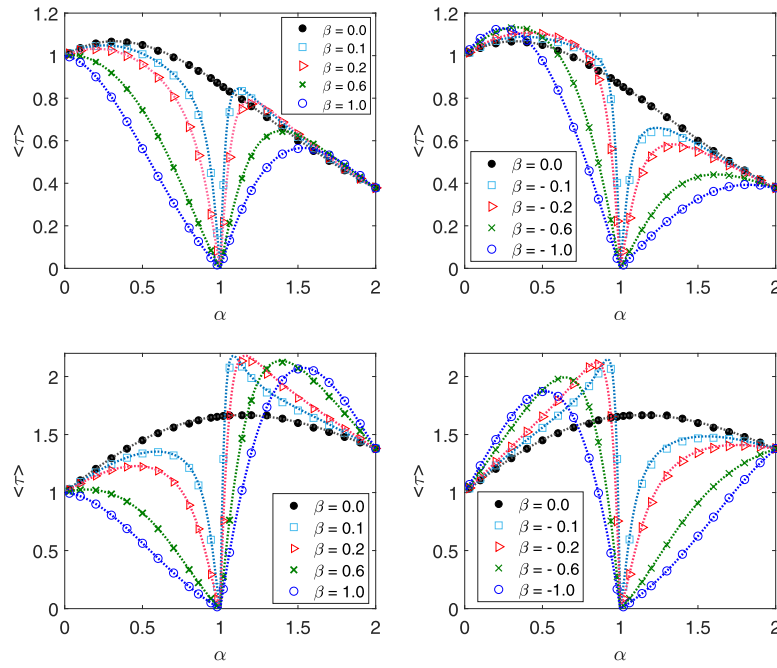 <τ>
1.2
1
0.8
0.6
0.4
0.2
0
0 0.5 1 1.5 2
α
β = 0.0
β = 0.1
β = 0.2
β = 0.6
β = 1.0
<τ>
1.2
1
0.8
0.6
0.4
0.2
0
0 0.5 1 1.5 2
α
β = 0.0
β = - 0.1
β = - 0.2
β = - 0.6
β = - 1.0
<τ>
2
1.5
1
0.5
0
0 0.5 1 1.5 2
α
β = 0.0
β = 0.1
β = 0.2
β = 0.6
β = 1.0
<τ>
2
1.5
1
0.5
0
0 0.5 1 1.5 2
α
β = 0.0
β = - 0.1
β = - 0.2
β = - 0.6
β = -1.0